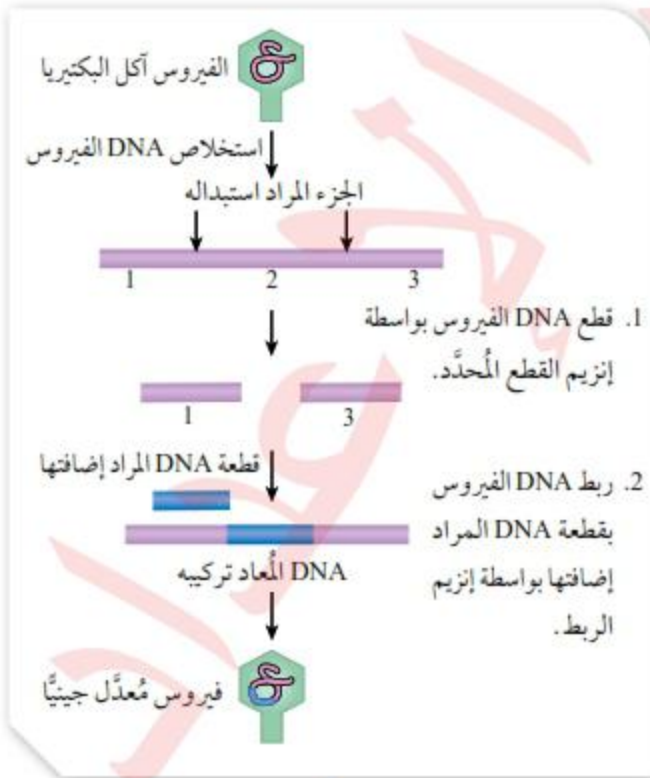 الفيروس آكل البكتيريا
استخلاص DNA الفيروس
الجزء المراد استبداله
1 2 3
1. قطع DNA الفيروس بواسطة
إنزيم القطع المُحدَّد.
1 3
قطعة DNA المراد إضافتها
2. ربط DNA الفيروس
بقطعة DNA المراد
إضافتها بواسطة إنزيم
الربط.
DNA المُعاد تركيبه
فيروس مُعدَّل جينيًّا